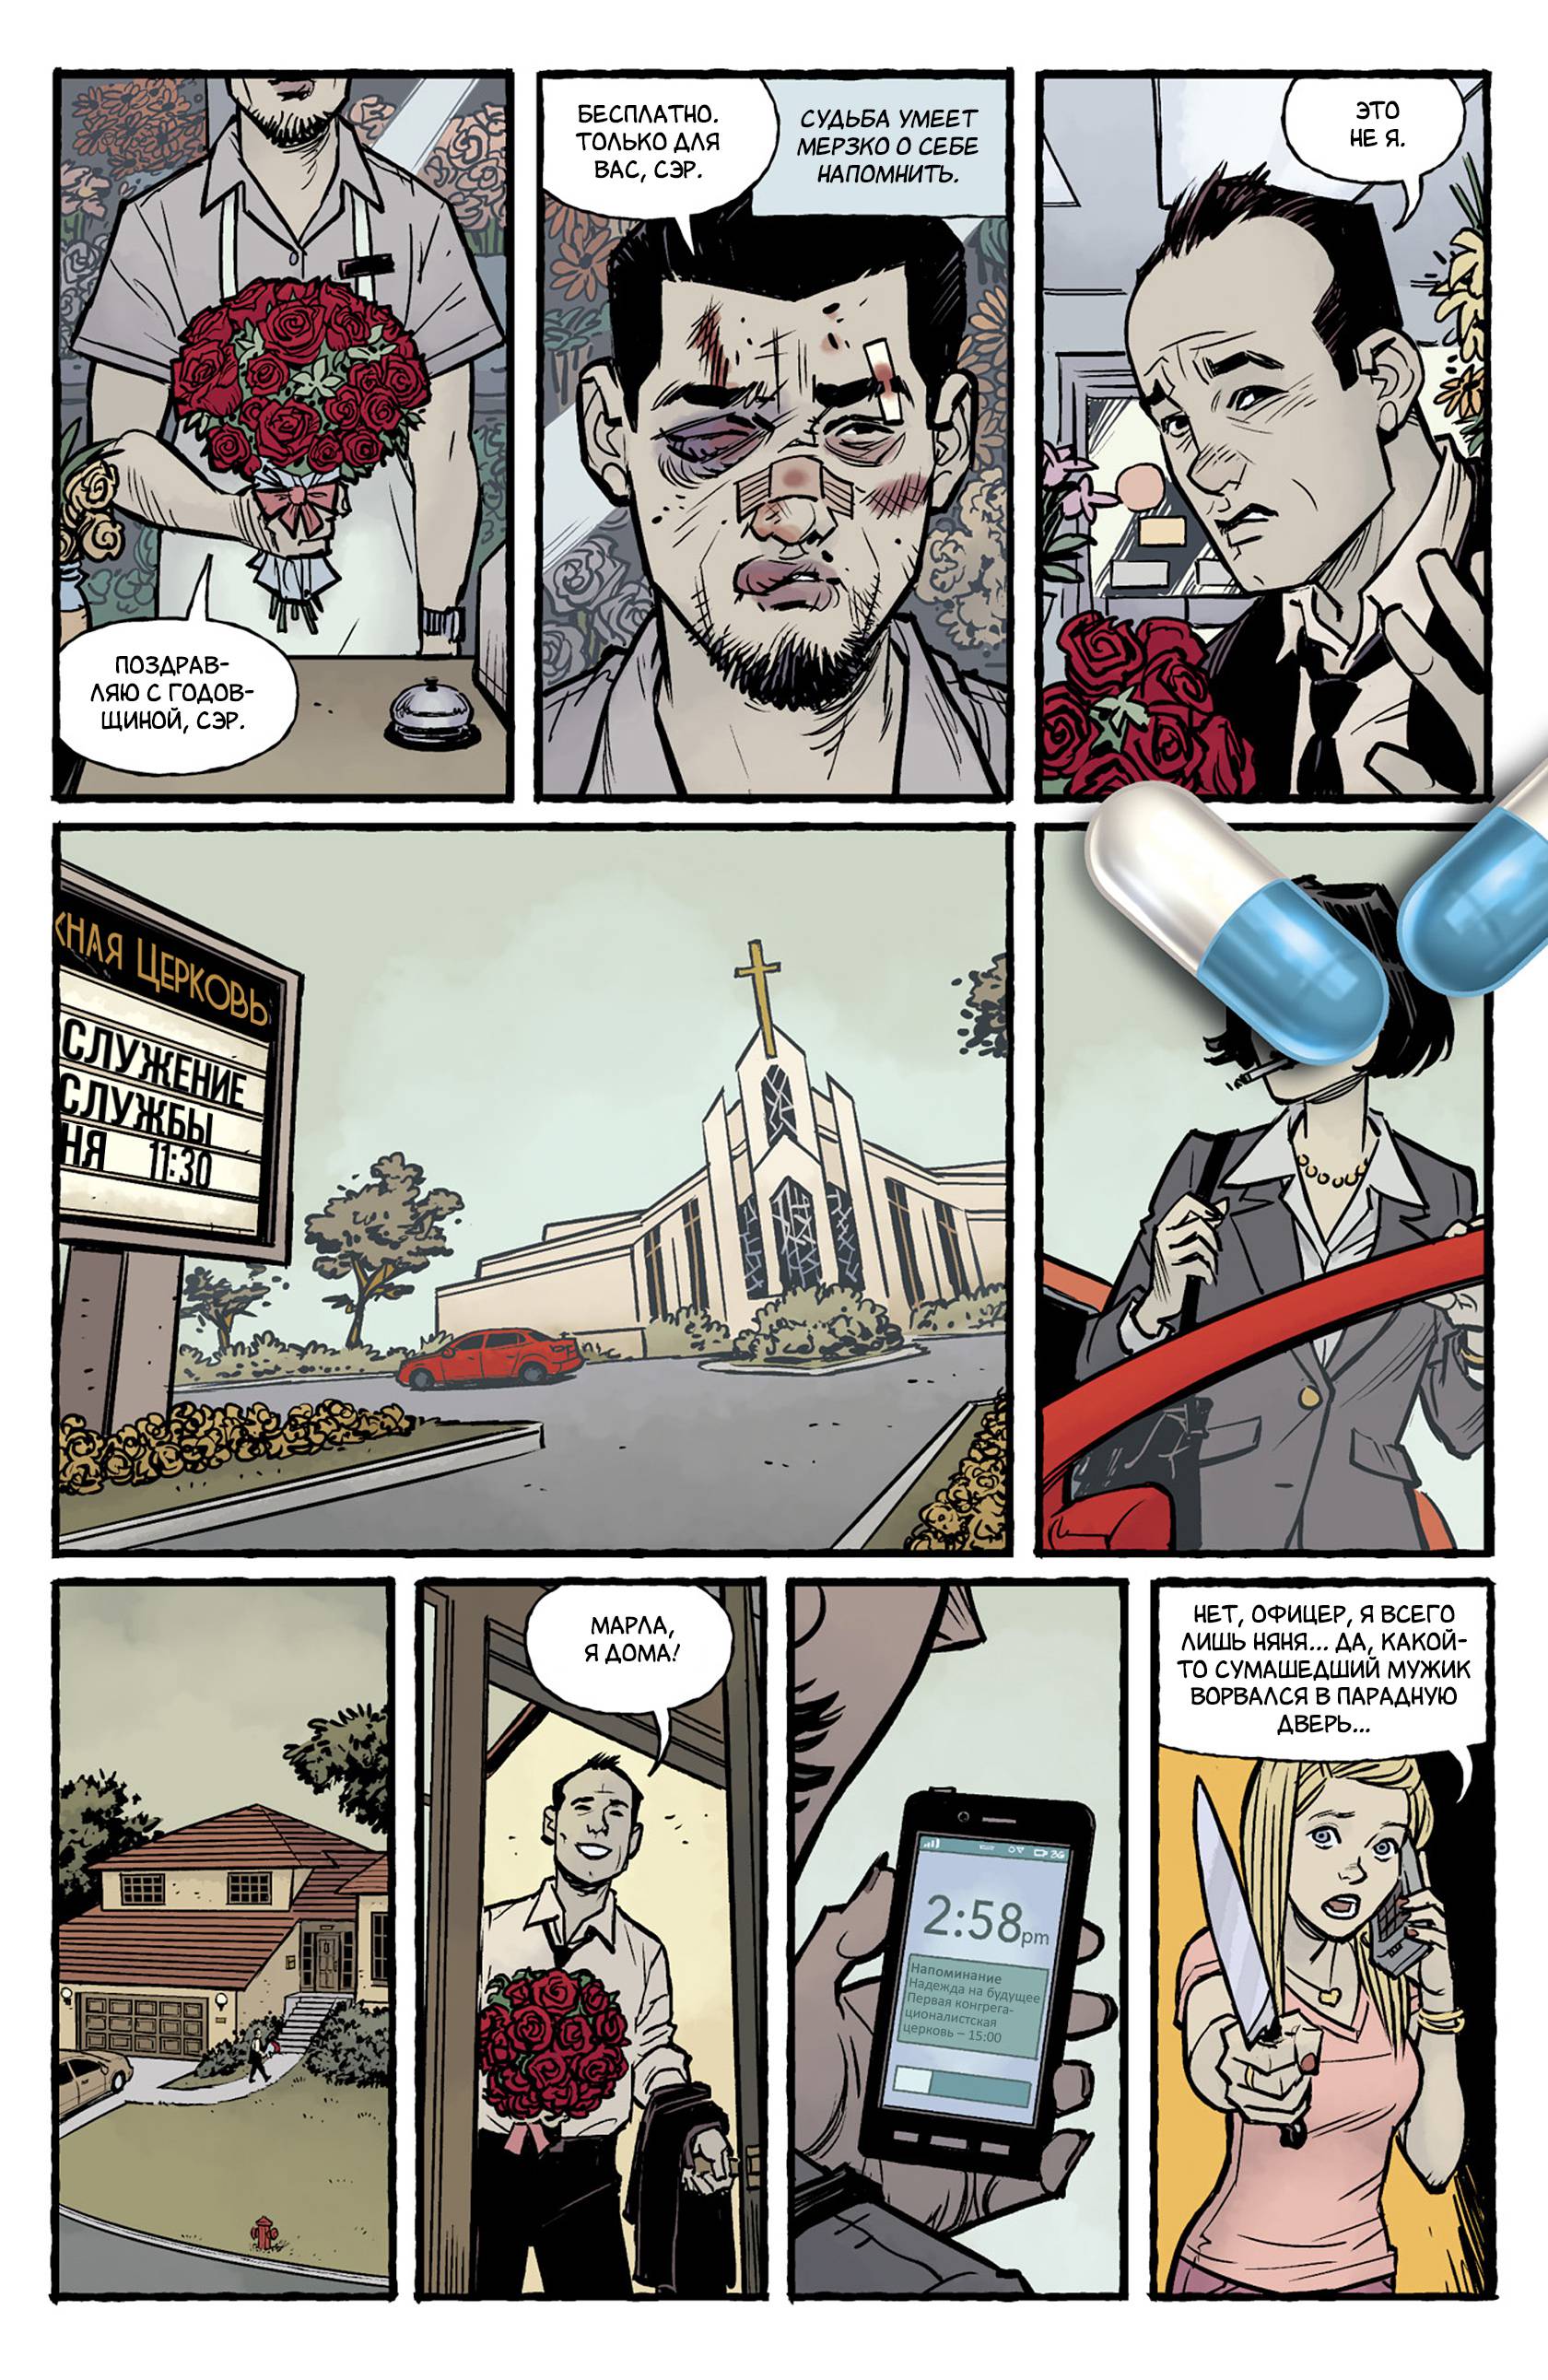 ПОЗДРАВ-
ЛЯЮ С ГОДОВ-
ЩИНОЙ, СЭР.
БЕСПЛАТНО.
ТОЛЬКО ДЛЯ
ВАС, СЭР.
СУДЬБА УМЕЕТ
МЕРЗКО О СЕБЕ
НАПОМНИТЬ.
ЭТО
НЕ Я.
ЖНАЯ ЦЕРКОВЬ
СЛУЖЕНИЕ
СЛУЖБЫ
НЯ 11:30
МАРЛА,
Я ДОМА!
3G
2:58pm
Напоминание
Надежда на будущее
Первая конгрега-
ционалистская
церковь – 15:00
НЕТ, ОФИЦЕР, Я ВСЕГО
ЛИШЬ НЯНЯ... ДА, КАКОЙ-
ТО СУМАШЕДШИЙ МУЖИК
ВОРВАЛСЯ В ПАРАДНУЮ
ДВЕРЬ...